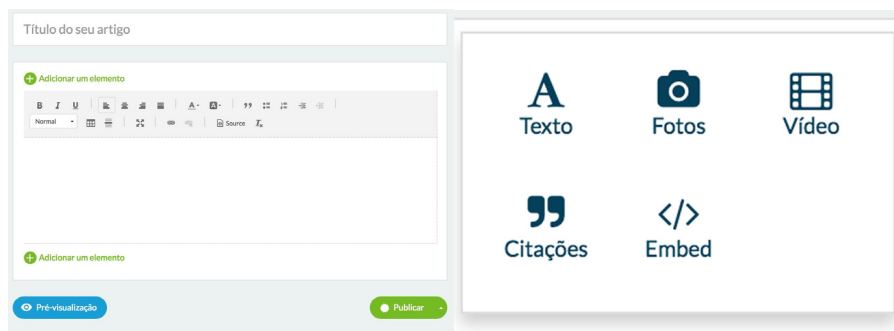 Título do seu artigo
Adicionar um elemento
B I U A- A-
Normal Source Ix
Adicionar um elemento
Pré-visualização
Publicar
A
Texto
Fotos
Vídeo
Citações
</>
Embed